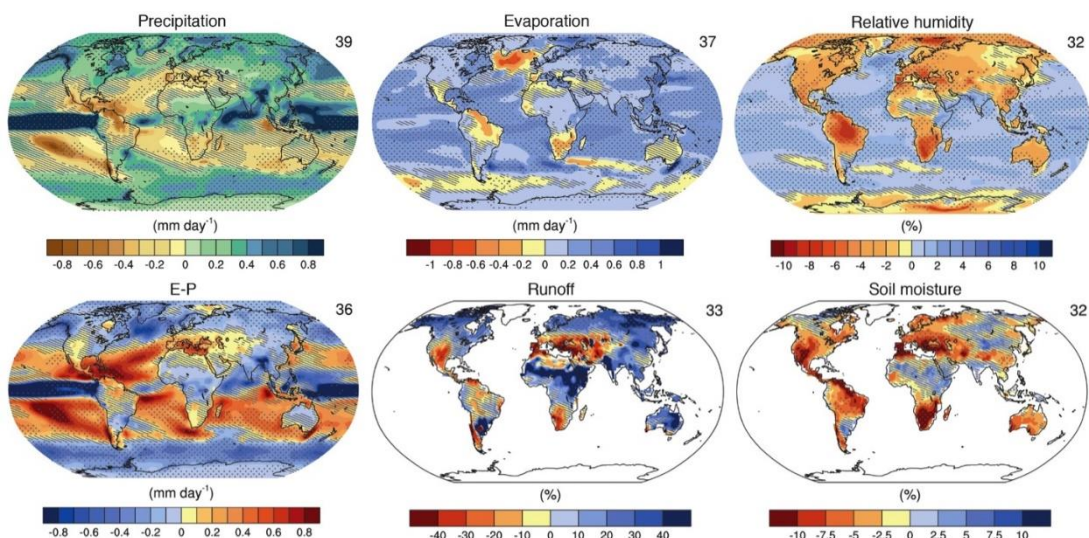 Precipitation
39
(mm day⁻¹)
-0.8 -0.6 -0.4 -0.2 0 0.2 0.4 0.6 0.8
Evaporation
37
(mm day⁻¹)
-1 -0.8 -0.6 -0.4 -0.2 0 0.2 0.4 0.6 0.8 1
Relative humidity
32
(%)
-10 -8 -6 -4 -2 0 2 4 6 8 10
E-P
36
(mm day⁻¹)
-0.8 -0.6 -0.4 -0.2 0 0.2 0.4 0.6 0.8
Runoff
33
(%)
-40 -30 -20 -10 0 10 20 30 40
Soil moisture
32
(%)
-10 -7.5 -5 -2.5 0 2.5 5 7.5 10